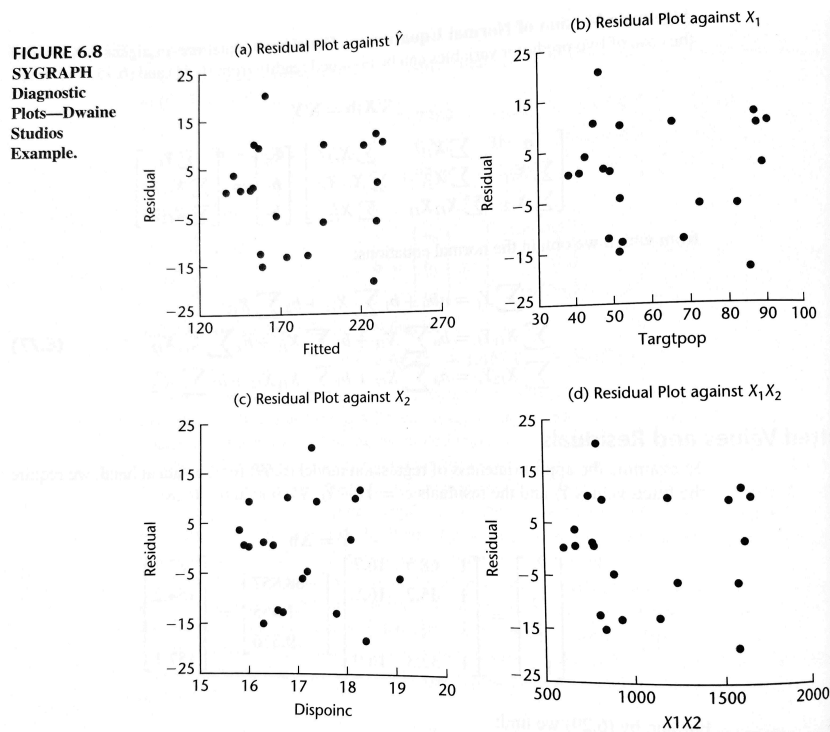 FIGURE 6.8
SYGRAPH
Diagnostic
Plots—Dwaine
Studios
Example.
(a) Residual Plot against Ŷ
25
15
5
−5
−15
−25
Residual
120 170 220 270
Fitted
(b) Residual Plot against X₁
25
15
5
−5
−15
−25
Residual
30 40 50 60 70 80 90 100
Targtpop
(c) Residual Plot against X₂
25
15
5
−5
−15
−25
Residual
15 16 17 18 19 20
Dispoinc
(d) Residual Plot against X₁X₂
25
15
5
−5
−15
−25
Residual
500 1000 1500 2000
X1X2